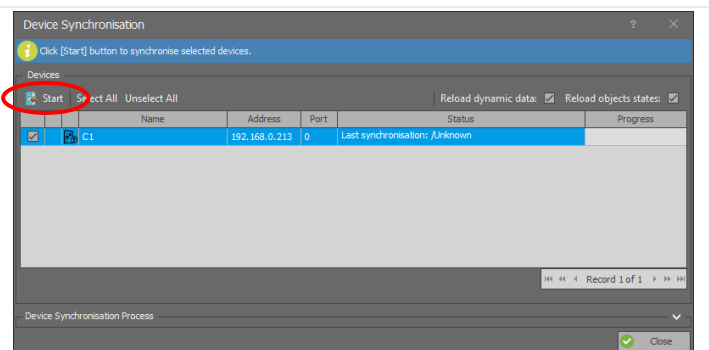 Device Synchronisation ?
Click [Start] button to synchronise selected devices.
Devices
Start Select All Unselect All Reload dynamic data: Reload objects states:
Name Address Port Status Progress
C1 192.168.0.213 0 Last synchronisation: /Unknown
Record 1 of 1
Device Synchronisation Process
Close